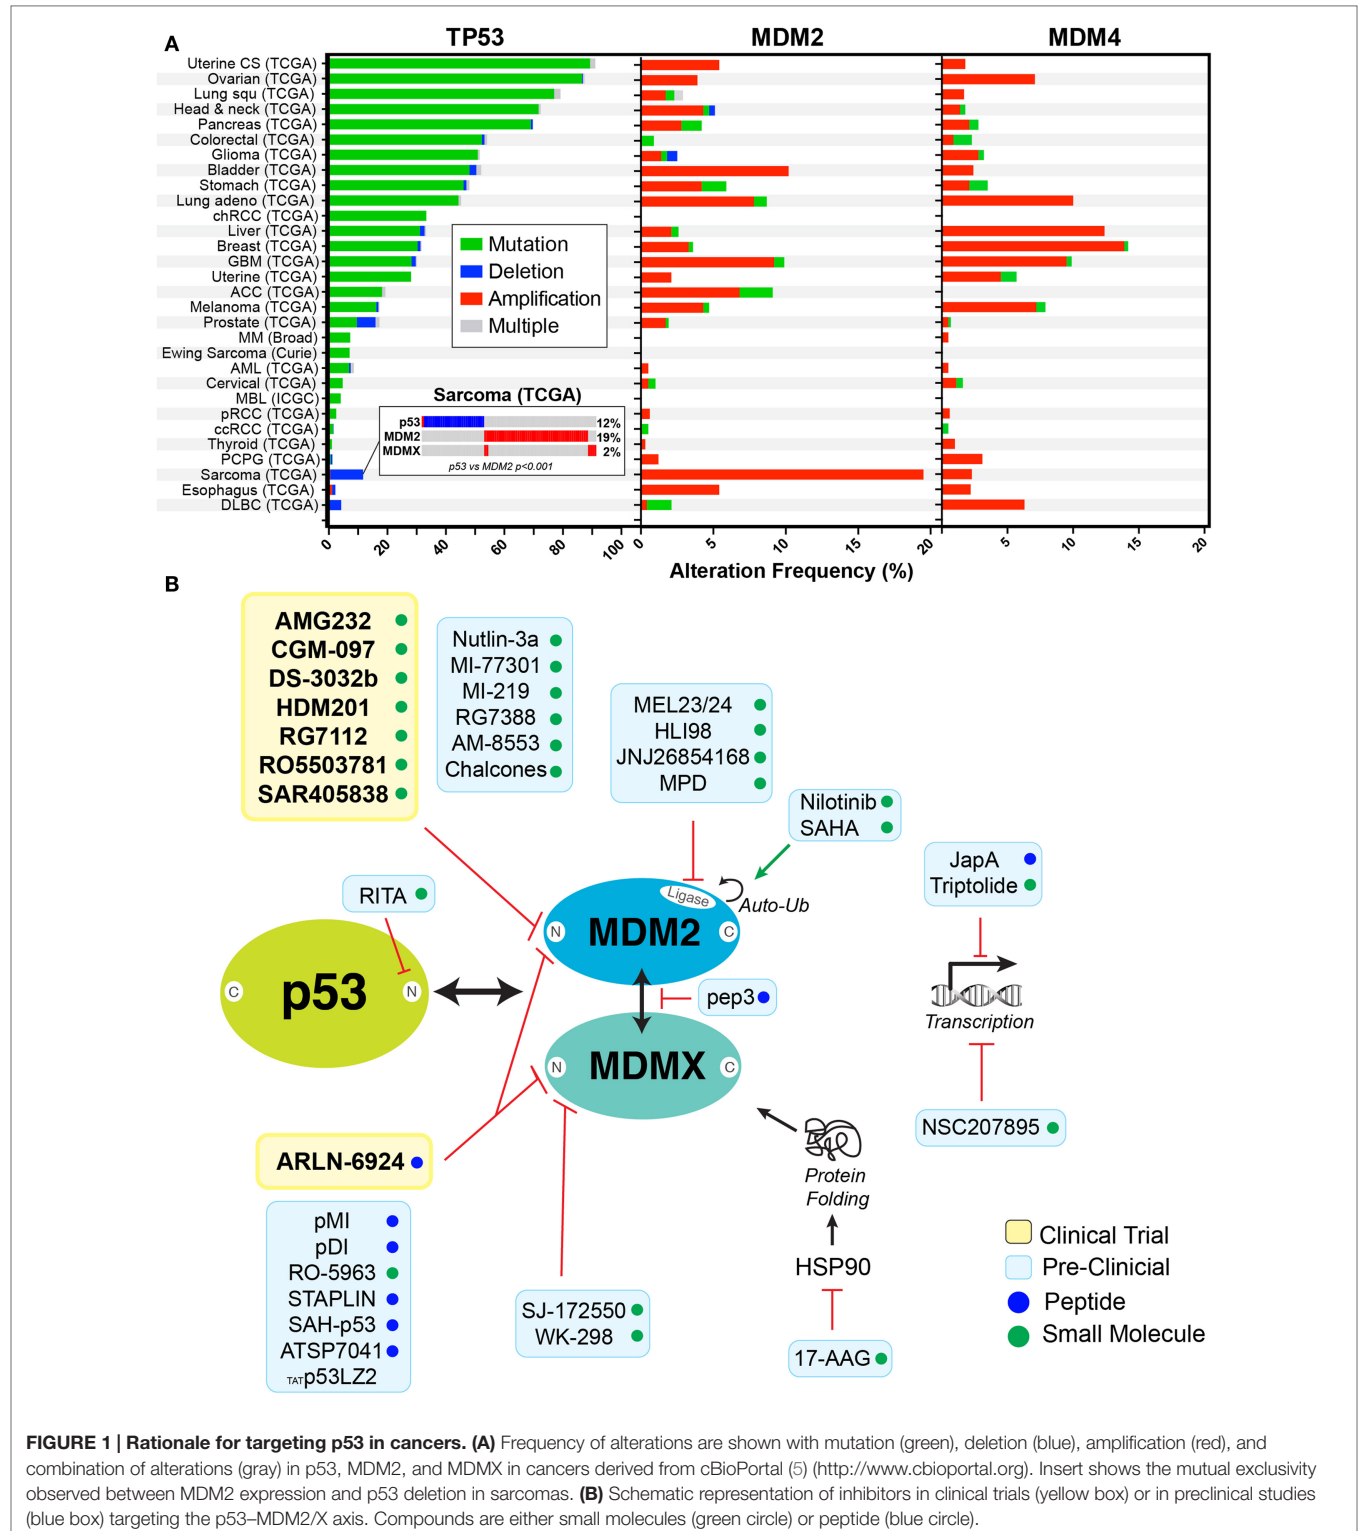 A
TP53
MDM2
MDM4
Uterine CS (TCGA)
Ovarian (TCGA)
Lung squ (TCGA)
Head & neck (TCGA)
Pancreas (TCGA)
Colorectal (TCGA)
Glioma (TCGA)
Bladder (TCGA)
Stomach (TCGA)
Lung adeno (TCGA)
chRCC (TCGA)
Liver (TCGA)
Breast (TCGA)
GBM (TCGA)
Uterine (TCGA)
ACC (TCGA)
Melanoma (TCGA)
Prostate (TCGA)
MM (Broad)
Ewing Sarcoma (Curie)
AML (TCGA)
Cervical (TCGA)
MBL (ICGC)
pRCC (TCGA)
ccRCC (TCGA)
Thyroid (TCGA)
PCPG (TCGA)
Sarcoma (TCGA)
Esophagus (TCGA)
DLBC (TCGA)
Mutation
Deletion
Amplification
Multiple
Sarcoma (TCGA)
p53 12%
MDM2 19%
MDMX 2%
p53 vs MDM2 p<0.001
0 20 40 60 80 100 0 5 10 15 20 5 10 15 20
Alteration Frequency (%)
B
AMG232
CGM-097
DS-3032b
HDM201
RG7112
RO5503781
SAR405838
Nutlin-3a
MI-77301
MI-219
RG7388
AM-8553
Chalcones
MEL23/24
HLI98
JNJ26854168
MPD
Nilotinib
SAHA
JapA
Triptolide
RITA
Ligase
Auto-Ub
N
MDM2
C
C
p53
N
pep3
Transcription
N
MDMX
C
NSC207895
ARLN-6924
Protein
Folding
pMI
pDI
RO-5963
STAPLIN
SAH-p53
ATSP7041
TATp53LZ2
HSP90
SJ-172550
WK-298
17-AAG
Clinical Trial
Pre-Clinicial
Peptide
Small Molecule
FIGURE 1 | Rationale for targeting p53 in cancers. (A) Frequency of alterations are shown with mutation (green), deletion (blue), amplification (red), and
combination of alterations (gray) in p53, MDM2, and MDMX in cancers derived from cBioPortal (5) (http://www.cbioportal.org). Insert shows the mutual exclusivity
observed between MDM2 expression and p53 deletion in sarcomas. (B) Schematic representation of inhibitors in clinical trials (yellow box) or in preclinical studies
(blue box) targeting the p53–MDM2/X axis. Compounds are either small molecules (green circle) or peptide (blue circle).